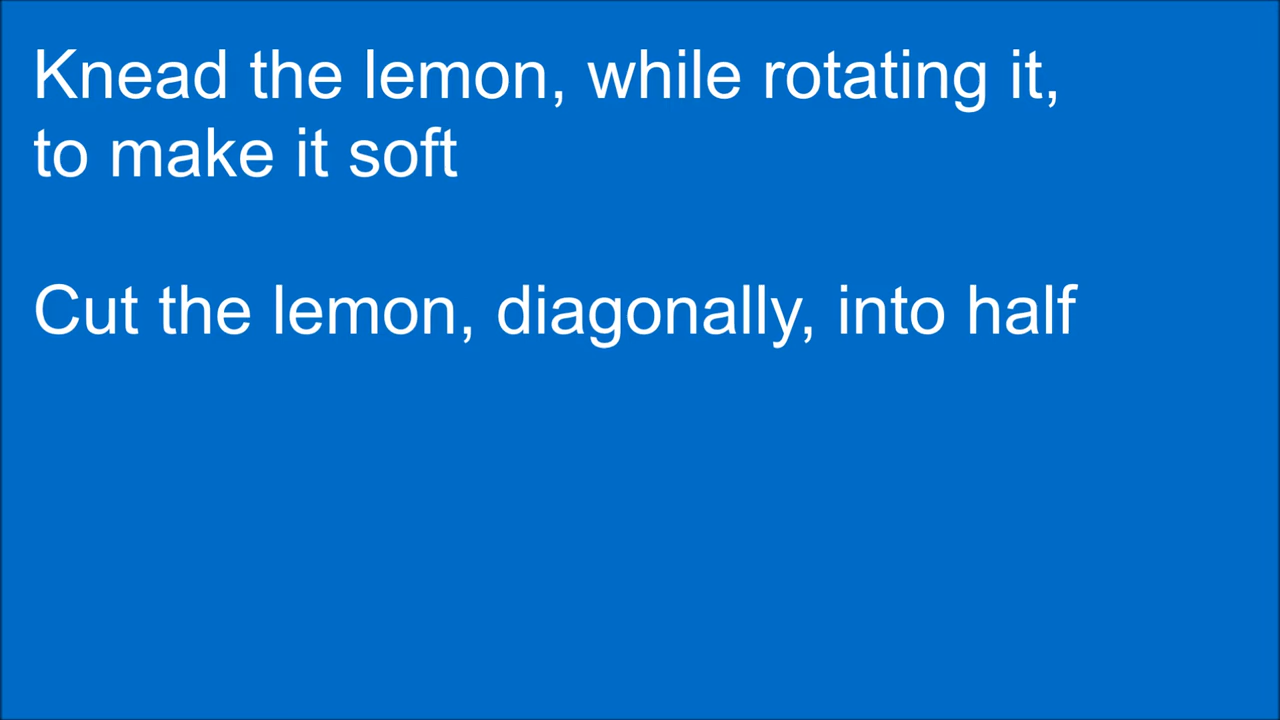 Knead the lemon, while rotating it,
to make it soft
Cut the lemon, diagonally, into half